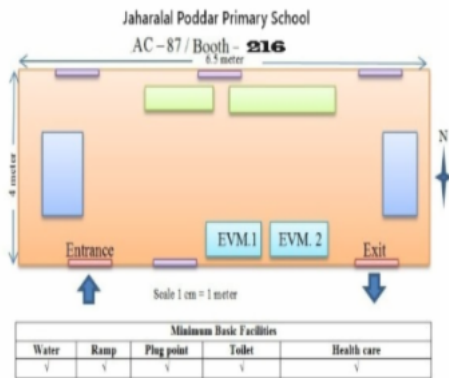 Jaharalal Poddar Primary School
AC – 87 / Booth – 216
6.5 meter
4 meter
N
EVM.1 EVM. 2
Entrance Exit
Scale 1 cm = 1 meter
Minimum Basic Facilities
Water Ramp Plug point Toilet Health care
√ √ √ √ √